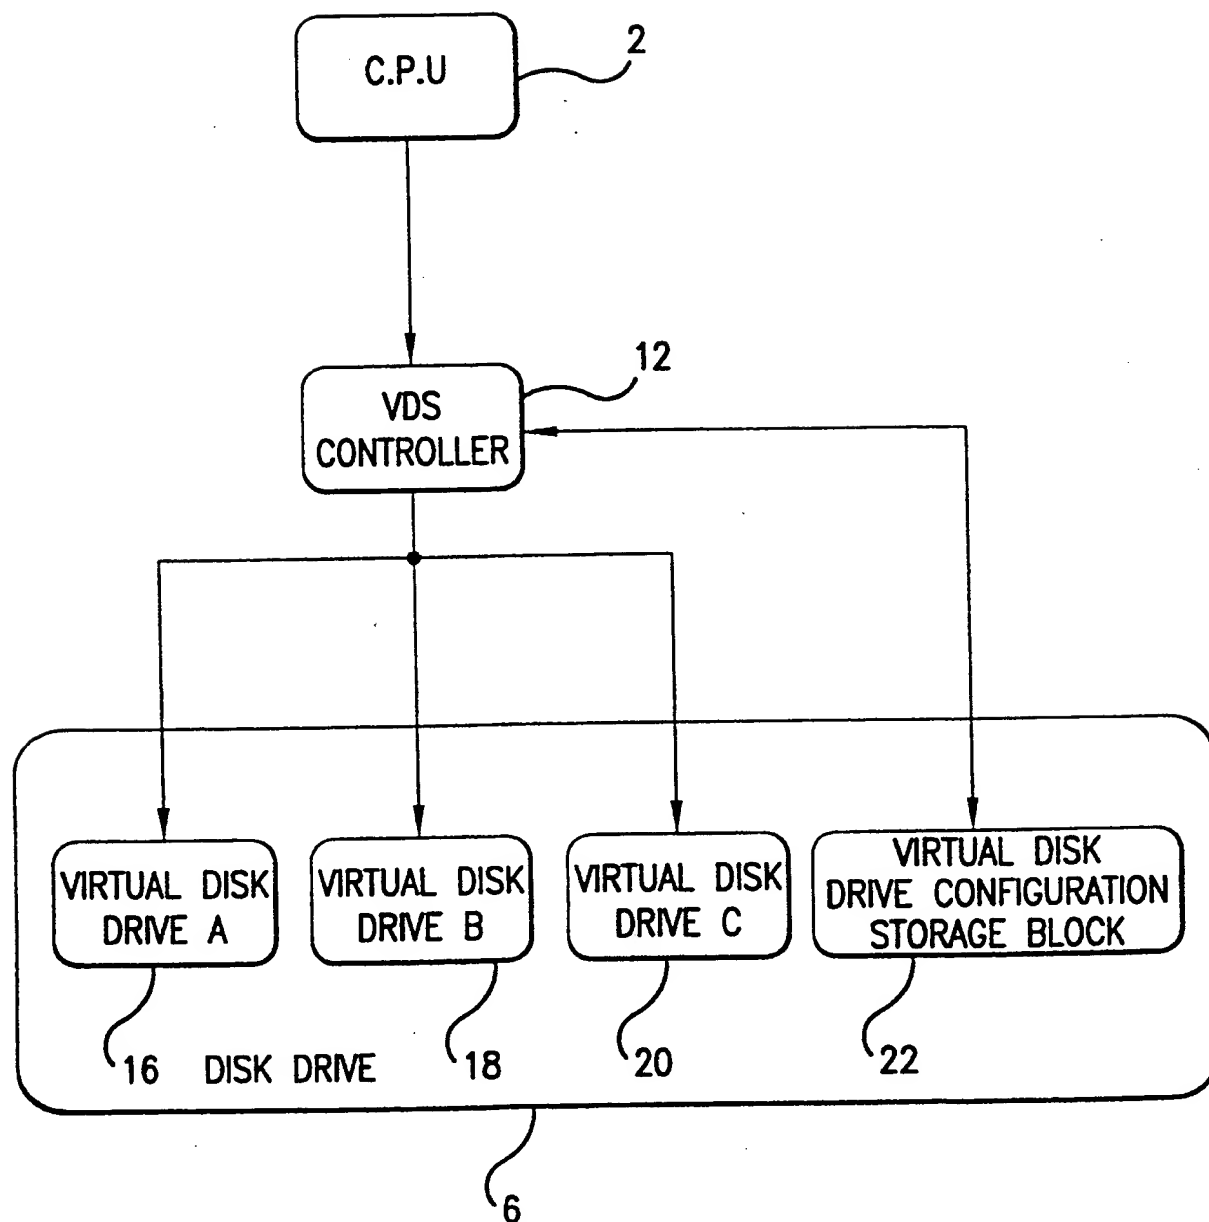 C.P.U
2
VDS
CONTROLLER
12
VIRTUAL DISK
DRIVE A
VIRTUAL DISK
DRIVE B
VIRTUAL DISK
DRIVE C
VIRTUAL DISK
DRIVE CONFIGURATION
STORAGE BLOCK
16
DISK DRIVE
18
20
22
6